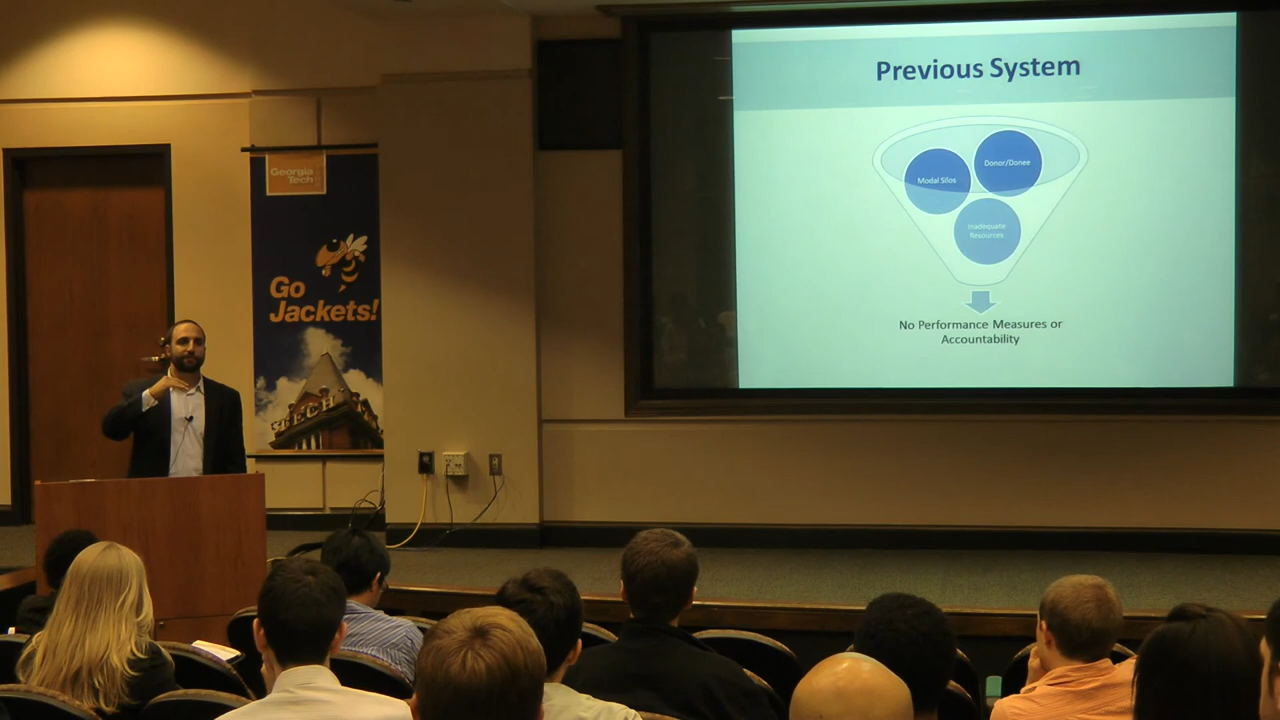 Previous System
Modal Silos
Donor/Donee
Inadequate
Resources
No Performance Measures or
Accountability
Georgia
Tech
Go
Jackets!
TECH